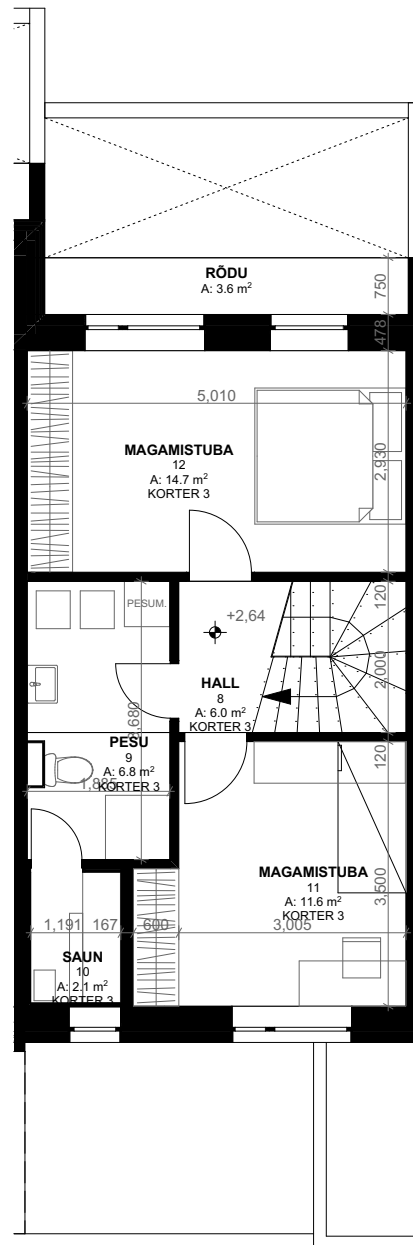 RÕDU
A: 3.6 m²
750
478
5,010
MAGAMISTUBA
12
A: 14.7 m²
KORTER 3
2,930
PESUM.
+2,64
120
HALL
8
A: 6.0 m²
KORTER 3
2,000
3,680
PESU
9
A: 6.8 m²
KORTER 3
1,885
120
MAGAMISTUBA
11
A: 11.6 m²
KORTER 3
3,500
1,191 167 600 3,005
SAUN
10
A: 2.1 m²
KORTER 3